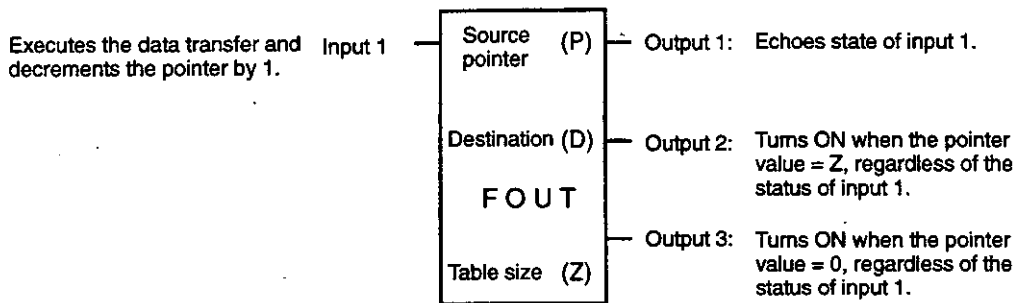 Executes the data transfer and
decrements the pointer by 1.
Input 1
Source (P)
pointer
Destination (D)
FOUT
Table size (Z)
Output 1: Echoes state of input 1.
Output 2: Turns ON when the pointer
value = Z, regardless of the
status of input 1.
Output 3: Turns ON when the pointer
value = 0, regardless of the
status of input 1.